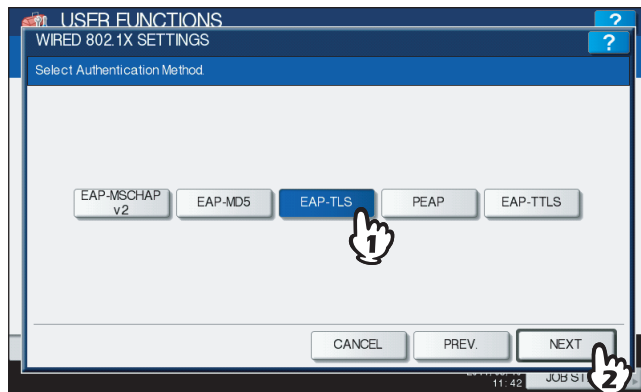 USER FUNCTIONS
?
WIRED 802.1X SETTINGS
?
Select Authentication Method.
EAP-MSCHAP
v2
EAP-MD5
EAP-TLS
PEAP
EAP-TTLS
1
CANCEL
PREV.
NEXT
2
11:42
JOB ST